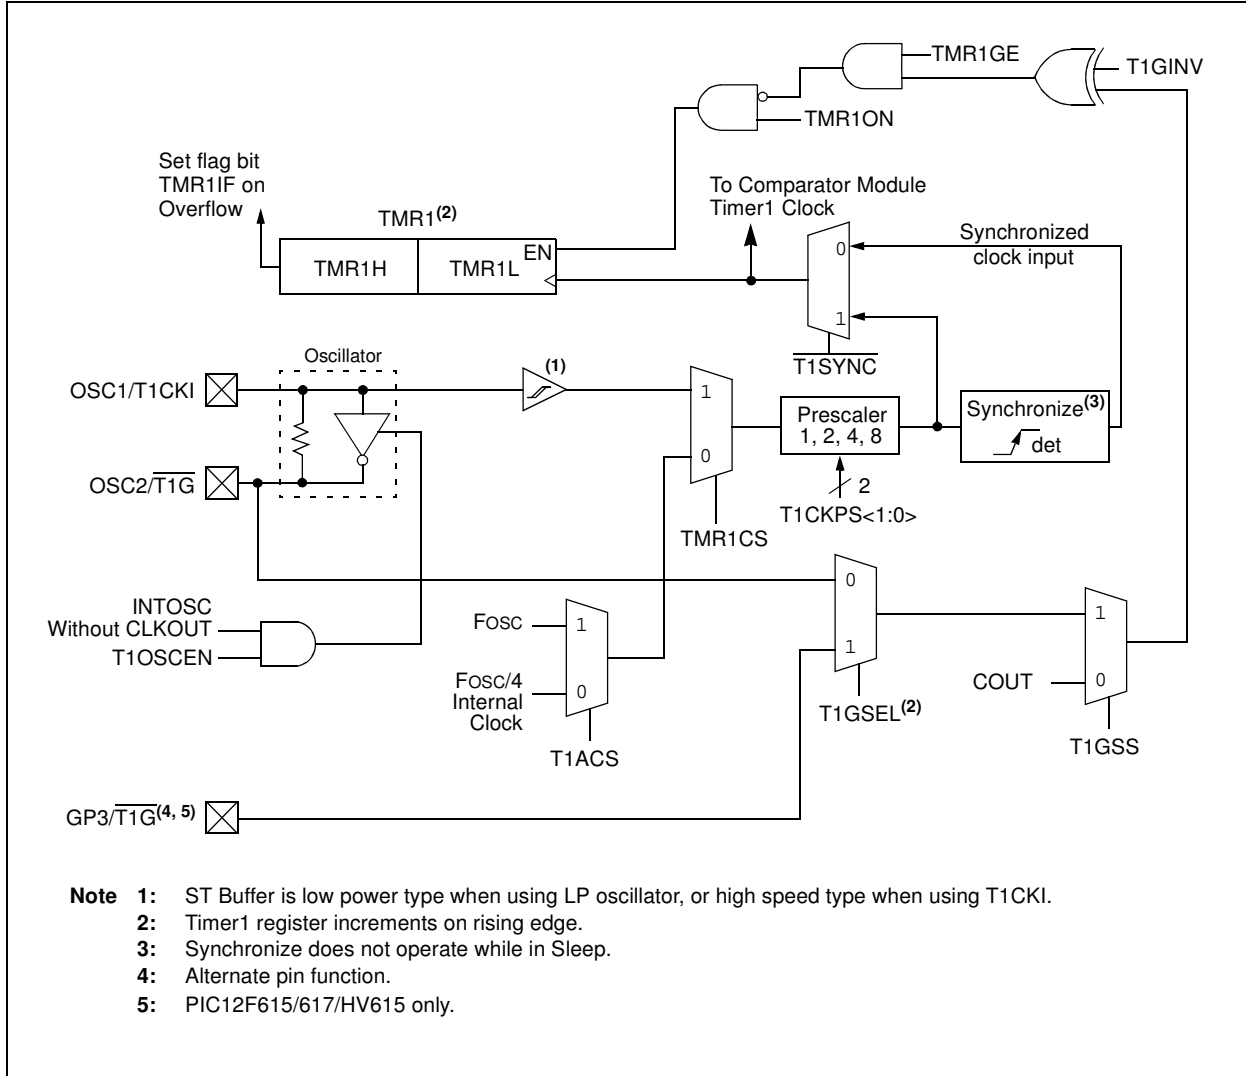 TMR1GE
T1GINV
TMR1ON
Set flag bit
TMR1IF on
Overflow
To Comparator Module
Timer1 Clock
TMR1(2)
EN
TMR1H
TMR1L
0
Synchronized
clock input
1
T1SYNC
Oscillator
(1)
OSC1/T1CKI
1
Prescaler
1, 2, 4, 8
Synchronize(3)
det
0
OSC2/T1G
2
T1CKPS<1:0>
TMR1CS
0
INTOSC
Without CLKOUT
T1OSCEN
FOSC
1
1
1
FOSC/4
Internal
Clock
0
COUT
0
T1GSEL(2)
T1GSS
T1ACS
GP3/T1G(4, 5)
Note 1: ST Buffer is low power type when using LP oscillator, or high speed type when using T1CKI.
2: Timer1 register increments on rising edge.
3: Synchronize does not operate while in Sleep.
4: Alternate pin function.
5: PIC12F615/617/HV615 only.